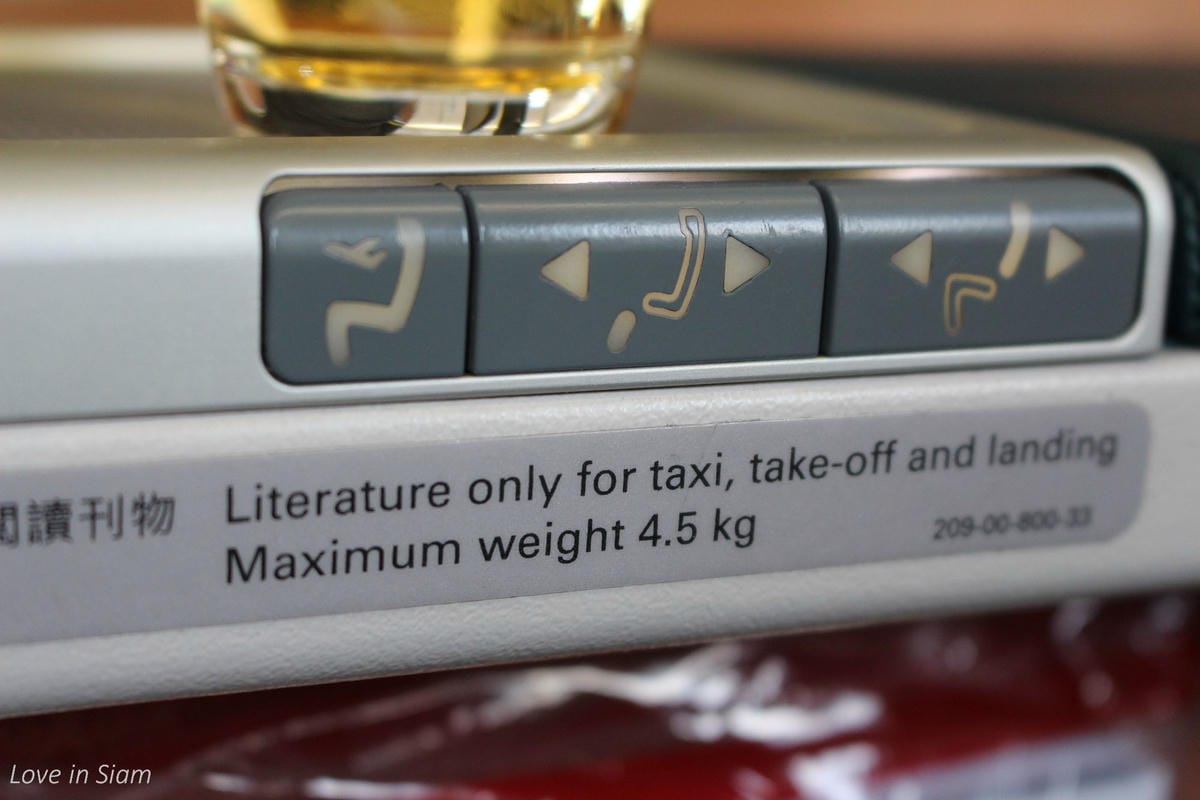 閱讀刊物
Literature only for taxi, take-off and landing
Maximum weight 4.5 kg
209-00-800-33
Love in Siam